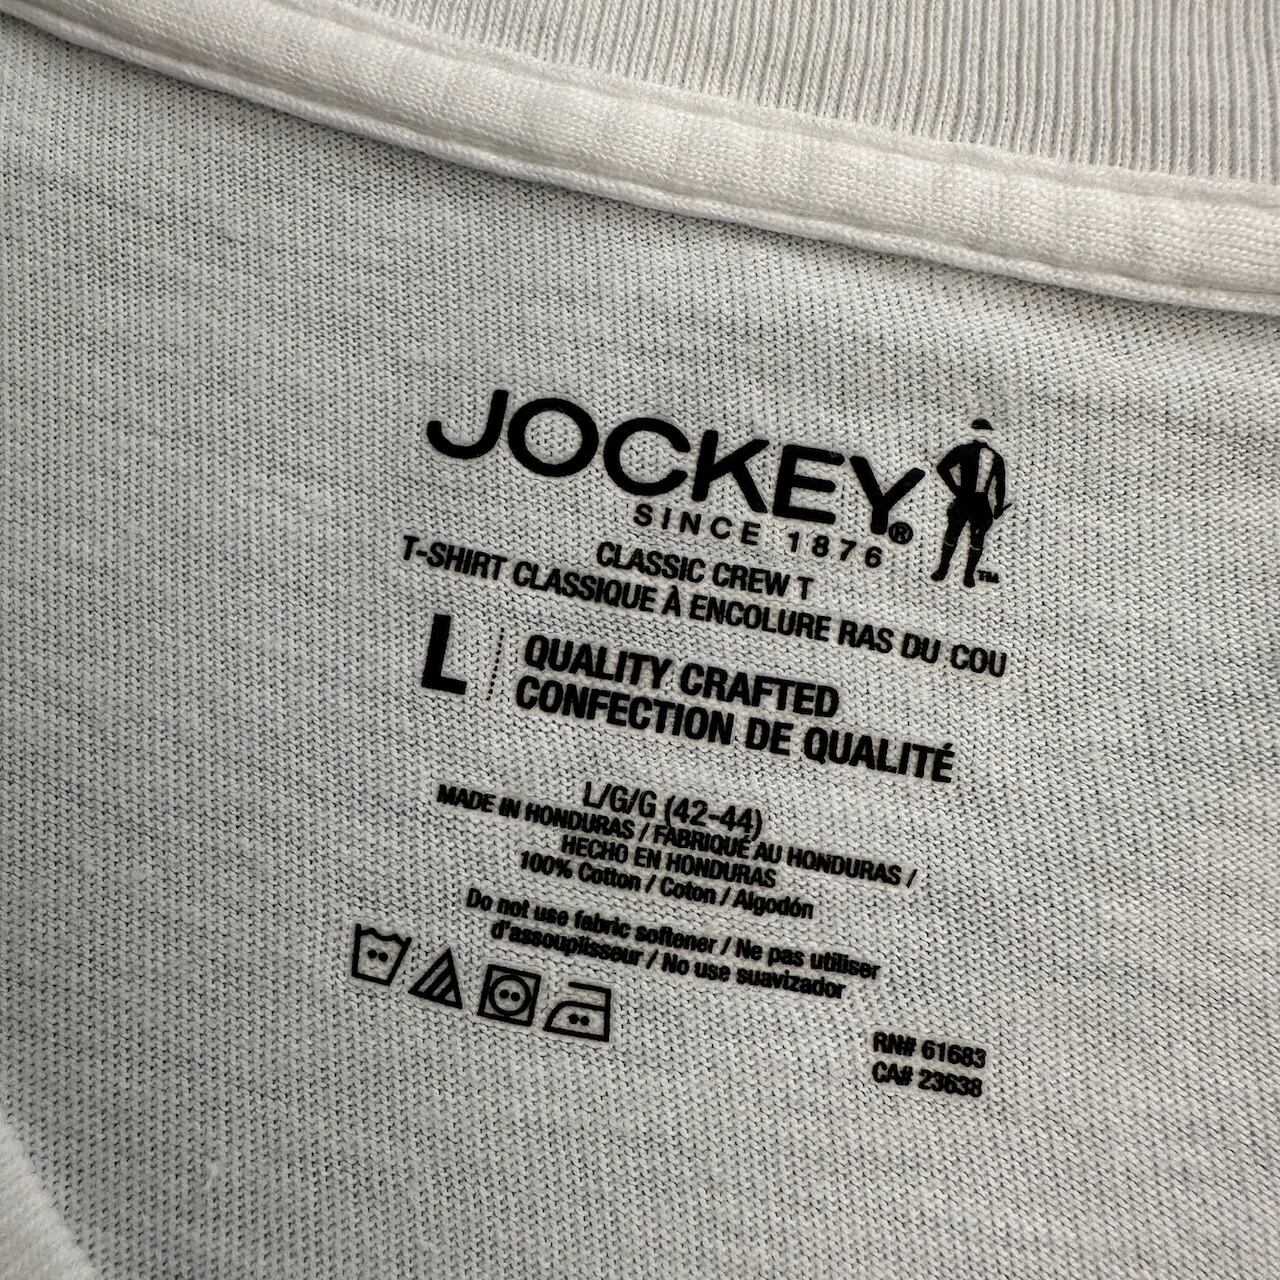 JOCKEY®
SINCE 1876
™
CLASSIC CREW T
T-SHIRT CLASSIQUE À ENCOLURE RAS DU COU
L
QUALITY CRAFTED
CONFECTION DE QUALITÉ
L/G/G (42-44)
MADE IN HONDURAS / FABRIQUÉ AU HONDURAS /
HECHO EN HONDURAS
100% Cotton / Coton / Algodón
Do not use fabric softener / Ne pas utiliser
d'assouplisseur / No use suavizador
RN# 61683
CA# 23638